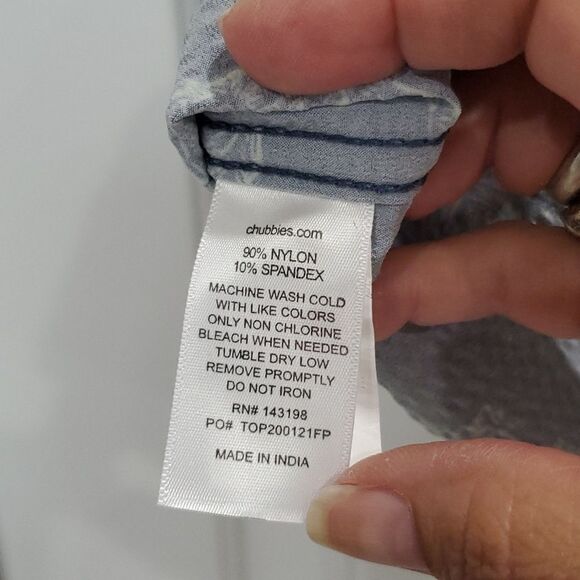 chubbies.com
90% NYLON
10% SPANDEX
MACHINE WASH COLD
WITH LIKE COLORS
ONLY NON CHLORINE
BLEACH WHEN NEEDED
TUMBLE DRY LOW
REMOVE PROMPTLY
DO NOT IRON
RN# 143198
PO# TOP200121FP
MADE IN INDIA